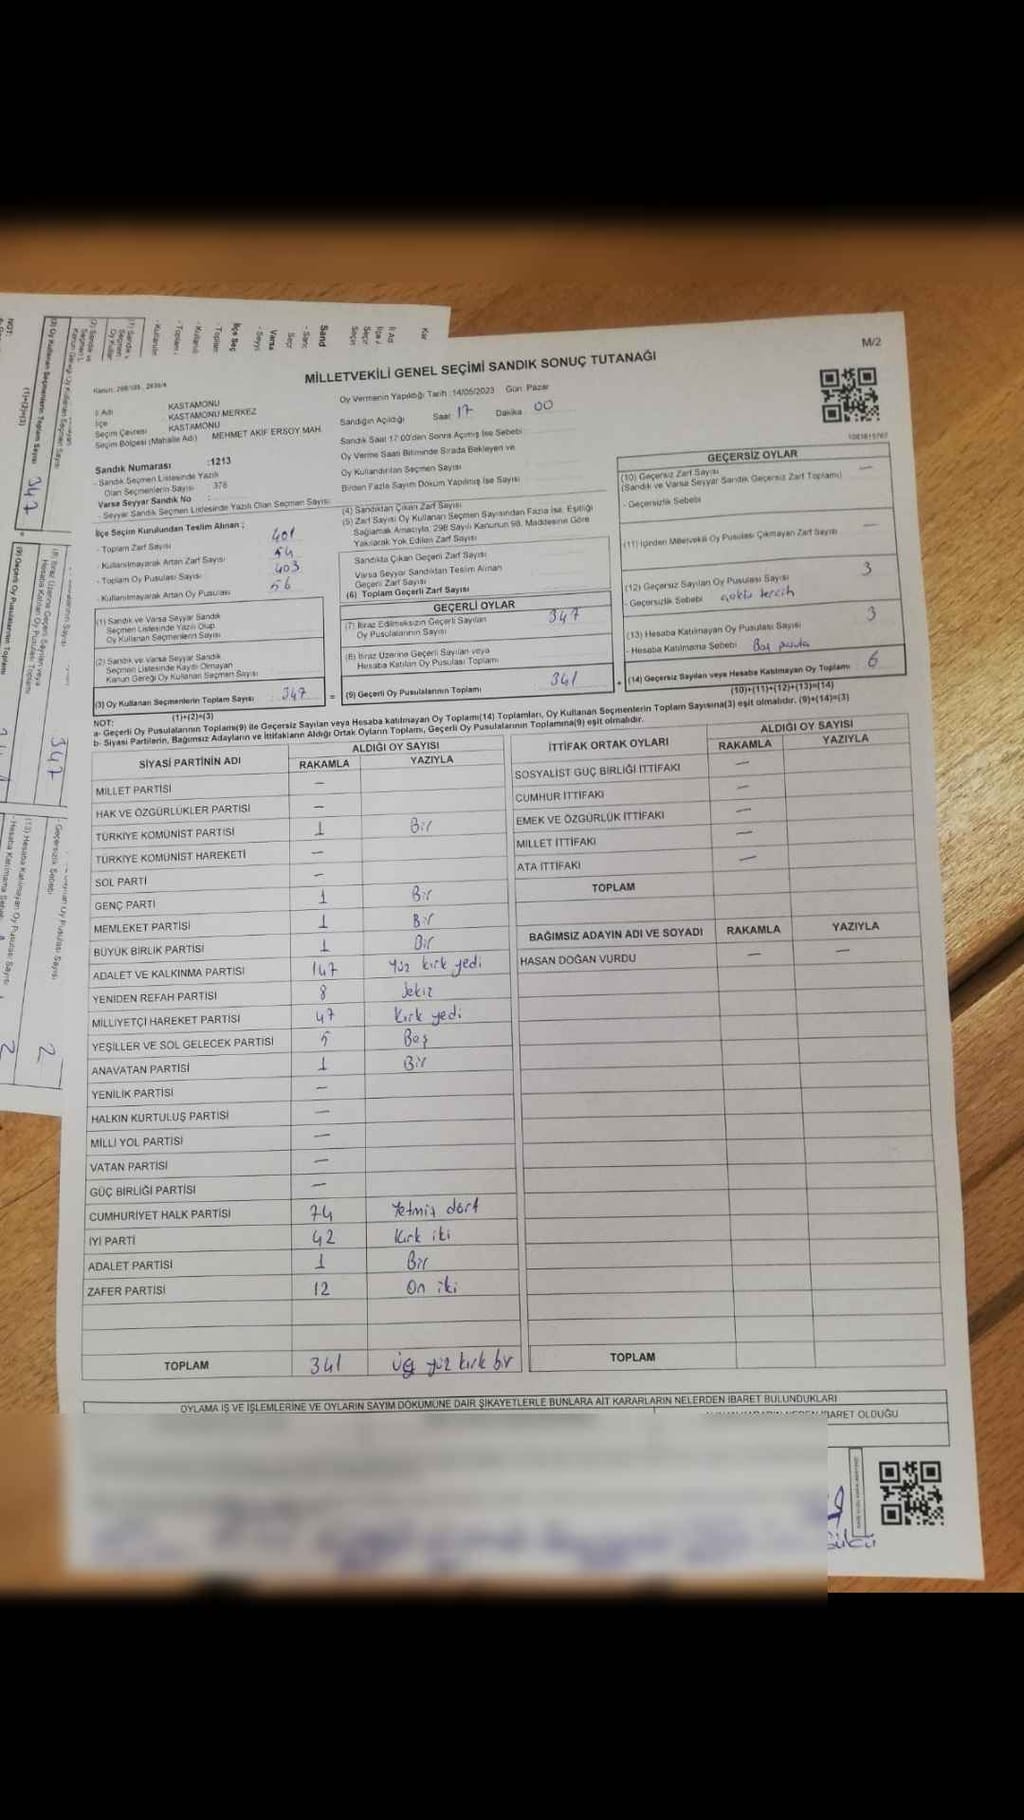 M/2
MİLLETVEKİLİ GENEL SEÇİMİ SANDIK SONUÇ TUTANAĞI
İl Adı KASTAMONU
İlçe KASTAMONU MERKEZ
Seçim Çevresi KASTAMONU
Seçim Bölgesi (Mahalle Adı) MEHMET AKİF ERSOY MAH.
Sandık Numarası :1213
- Sandık Seçmen Listesinde Yazılı
Olan Seçmenlerin Sayısı 378
Varsa Seyyar Sandık No
- Seyyar Sandık Seçmen Listesinde Yazılı Olan Seçmen Sayısı
Oy Vermenin Yapıldığı Tarih :14/05/2023 Gün: Pazar
Sandığın Açıldığı Saat 17 Dakika 00
Sandık Saat 17:00'den Sonra Açılmış İse Sebebi
Oy Verme Saati Bitiminde Sırada Bekleyen ve
Oy Kullandırılan Seçmen Sayısı
Birden Fazla Sayım Döküm Yapılmış İse Sayısı
İlçe Seçim Kurulundan Teslim Alınan ;
- Toplam Zarf Sayısı 401
- Kullanılmayarak Artan Zarf Sayısı 54
- Toplam Oy Pusulası Sayısı 403
- Kullanılmayarak Artan Oy Pusulası 56
(1) Sandık ve Varsa Seyyar Sandık
Seçmen Listesinde Yazılı Olup
Oy Kullanan Seçmenlerin Sayısı
(2) Sandık ve Varsa Seyyar Sandık
Seçmen Listesinde Kaydı Olmayan
Kanun Gereği Oy Kullanan Seçmen Sayısı
(3) Oy Kullanan Seçmenlerin Toplam Sayısı 347
(1)+(2)=(3)
(4) Sandıktan Çıkan Zarf Sayısı
(5) Zarf Sayısı Oy Kullanan Seçmen Sayısından Fazla İse, Eşitliği
Sağlamak Amacıyla, 298 Sayılı Kanunun 98. Maddesine Göre
Yakılarak Yok Edilen Zarf Sayısı
Sandıkta Çıkan Geçerli Zarf Sayısı
Varsa Seyyar Sandıktan Teslim Alınan
Geçerli Zarf Sayısı
(6) Toplam Geçerli Zarf Sayısı
GEÇERLİ OYLAR
(7) İtiraz Edilmeksizin Geçerli Sayılan
Oy Pusulalarının Sayısı 347
(8) İtiraz Üzerine Geçerli Sayılan veya
Hesaba Katılan Oy Pusulası Toplamı
= (9) Geçerli Oy Pusulalarının Toplamı 341 +
GEÇERSİZ OYLAR
(10) Geçersiz Zarf Sayısı —
(Sandık ve Varsa Seyyar Sandık Geçersiz Zarf Toplamı)
- Geçersizlik Sebebi
(11) İçinden Milletvekili Oy Pusulası Çıkmayan Zarf Sayısı —
(12) Geçersiz Sayılan Oy Pusulası Sayısı 3
- Geçersizlik Sebebi çoklu tercih
(13) Hesaba Katılmayan Oy Pusulası Sayısı 3
- Hesaba Katılmama Sebebi Boş pusula
(14) Geçersiz Sayılan veya Hesaba Katılmayan Oy Toplamı 6
(10)+(11)+(12)+(13)=(14)
NOT:
a- Geçerli Oy Pusulalarının Toplamı(9) ile Geçersiz Sayılan veya Hesaba katılmayan Oy Toplamı(14) Toplamları, Oy Kullanan Seçmenlerin Toplam Sayısına(3) eşit olmalıdır. (9)+(14)=(3)
b- Siyasi Partilerin, Bağımsız Adayların ve İttifakların Aldığı Ortak Oyların Toplamı, Geçerli Oy Pusulalarının Toplamına(9) eşit olmalıdır.
SİYASİ PARTİNİN ADI ALDIĞI OY SAYISI
RAKAMLA YAZIYLA
MİLLET PARTİSİ —
HAK VE ÖZGÜRLÜKLER PARTİSİ —
TÜRKİYE KOMÜNİST PARTİSİ 1 Bir
TÜRKİYE KOMÜNİST HAREKETİ —
SOL PARTİ —
GENÇ PARTİ 1 Bir
MEMLEKET PARTİSİ 1 Bir
BÜYÜK BİRLİK PARTİSİ 1 Bir
ADALET VE KALKINMA PARTİSİ 147 Yüz kırk yedi
YENİDEN REFAH PARTİSİ 8 Sekiz
MİLLİYETÇİ HAREKET PARTİSİ 47 Kırk yedi
YEŞİLLER VE SOL GELECEK PARTİSİ 5 Beş
ANAVATAN PARTİSİ 1 Bir
YENİLİK PARTİSİ —
HALKIN KURTULUŞ PARTİSİ —
MİLLİ YOL PARTİSİ —
VATAN PARTİSİ —
GÜÇ BİRLİĞİ PARTİSİ —
CUMHURİYET HALK PARTİSİ 74 Yetmiş dört
İYİ PARTİ 42 Kırk iki
ADALET PARTİSİ 1 Bir
ZAFER PARTİSİ 12 On iki
TOPLAM 341 üç yüz kırk bir
İTTİFAK ORTAK OYLARI ALDIĞI OY SAYISI
RAKAMLA YAZIYLA
SOSYALİST GÜÇ BİRLİĞİ İTTİFAKI —
CUMHUR İTTİFAKI —
EMEK VE ÖZGÜRLÜK İTTİFAKI —
MİLLET İTTİFAKI —
ATA İTTİFAKI —
TOPLAM
BAĞIMSIZ ADAYIN ADI VE SOYADI RAKAMLA YAZIYLA
HASAN DOĞAN VURDU — —
TOPLAM
OYLAMA İŞ VE İŞLEMLERİNE VE OYLARIN SAYIM DÖKÜMÜNE DAİR ŞİKAYETLERLE BUNLARA AİT KARARLARIN NELERDEN İBARET BULUNDUKLARI
İBARET OLDUĞU
(3) Oy Kullanan Seçmenlerin Toplam Sayısı 347
(1)+(2)=(3)
(9) Geçerli Oy Pusulalarının Toplamı
347
Geçersizlik Sebebi
(13) Hesaba Katılmayan Oy Pusulası Sayısı 2
- Hesaba Katılmama Sebebi 2